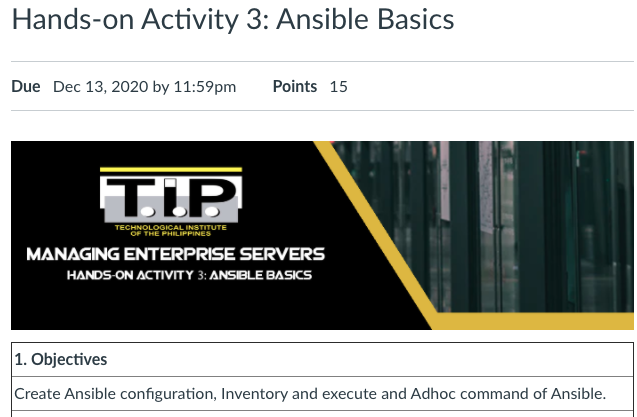 Hands-on Activity 3: Ansible Basics
Due Dec 13, 2020 by 11:59pm Points 15
T.I.P.
TECHNOLOGICAL INSTITUTE
OF THE PHILIPPINES
MANAGING ENTERPRISE SERVERS
HANDS-ON ACTIVITY 3: ANSIBLE BASICS
1. Objectives
Create Ansible configuration, Inventory and execute and Adhoc command of Ansible.